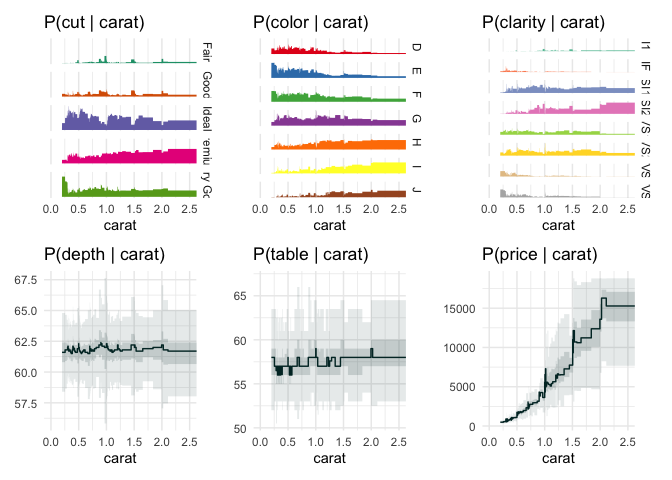 P(cut | carat)
Fair
Good
Ideal
0.0 0.5 1.0 1.5 2.0 2.5
carat
P(color | carat)
D
E
F
G
H
I
J
0.0 0.5 1.0 1.5 2.0 2.5
carat
P(clarity | carat)
I1
IF
SI1
SI2
VS
VS
0.0 0.5 1.0 1.5 2.0 2.5
carat
P(depth | carat)
67.5
65.0
62.5
60.0
57.5
0.0 0.5 1.0 1.5 2.0 2.5
carat
P(table | carat)
65
60
55
50
0.0 0.5 1.0 1.5 2.0 2.5
carat
P(price | carat)
15000
10000
5000
0
0.0 0.5 1.0 1.5 2.0 2.5
carat